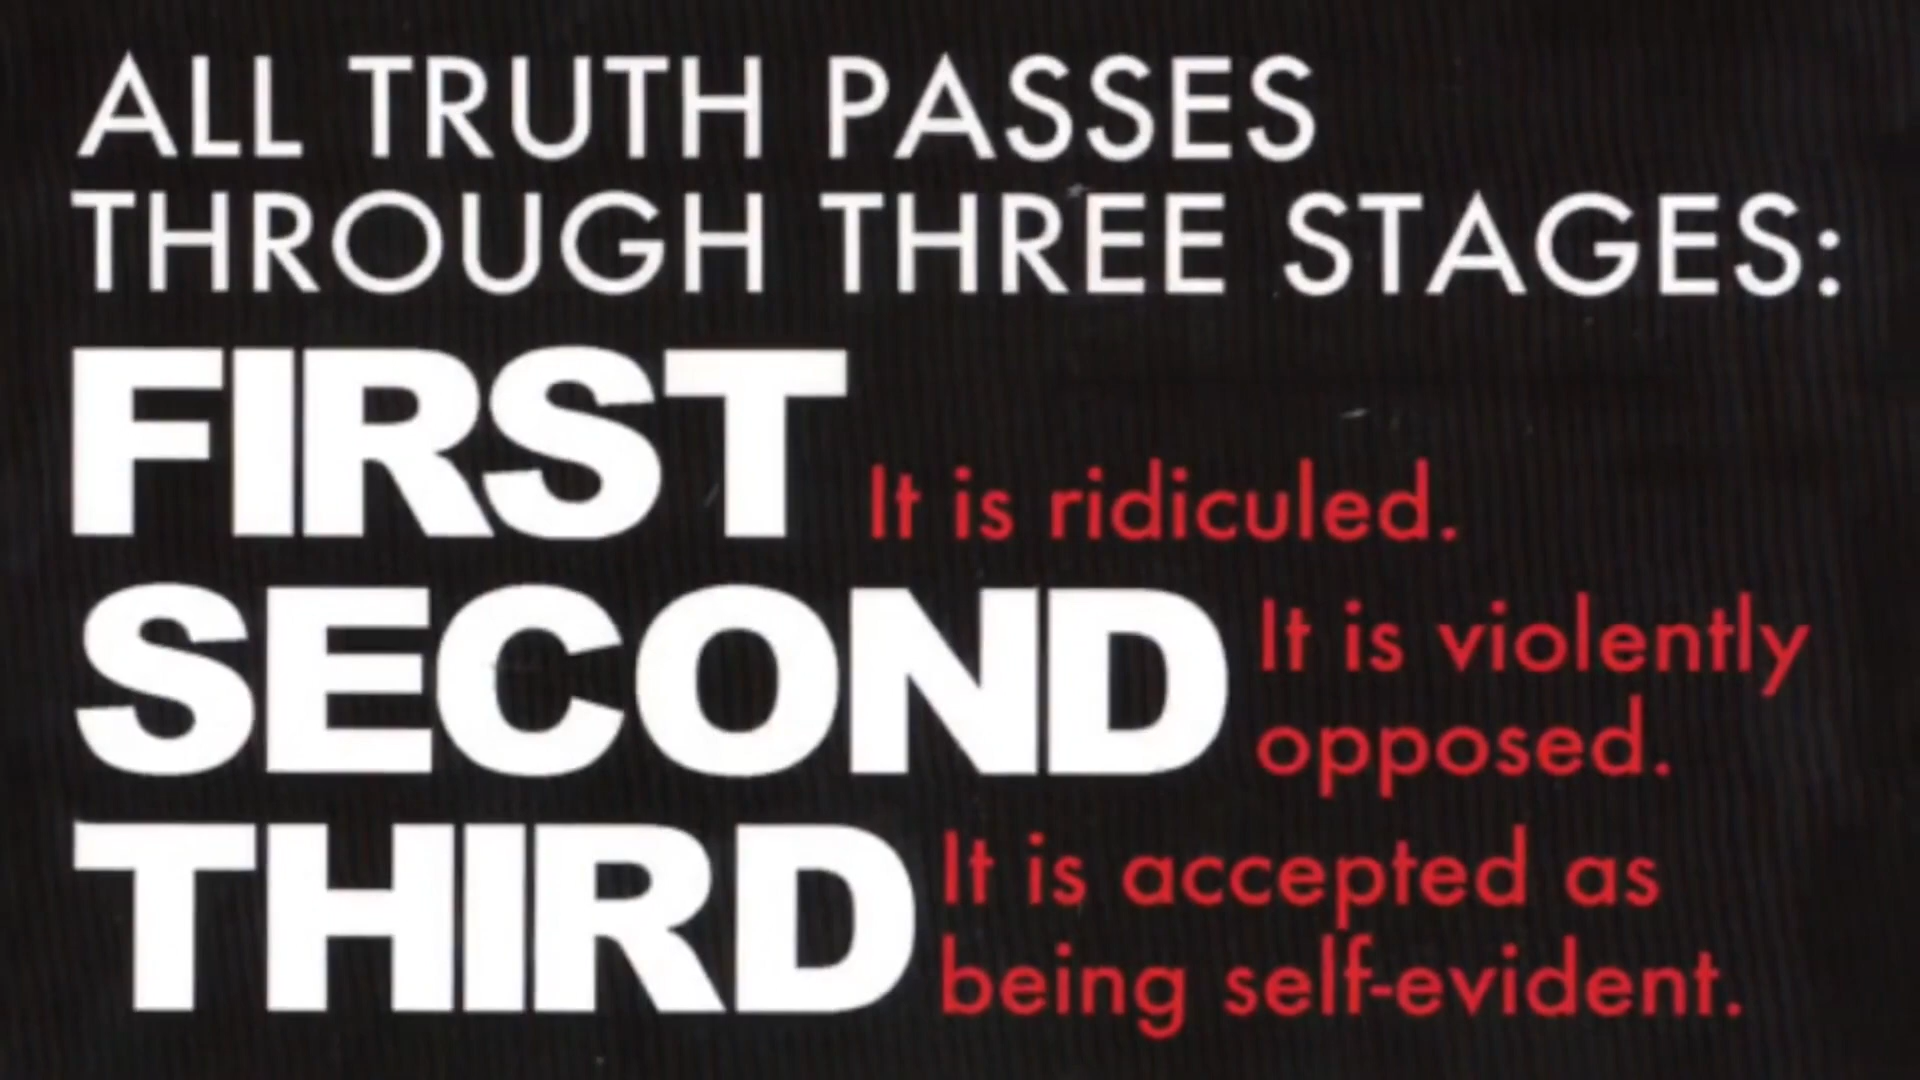 ALL TRUTH PASSES
THROUGH THREE STAGES:
FIRST It is ridiculed.
SECOND It is violently
opposed.
THIRD It is accepted as
being self-evident.